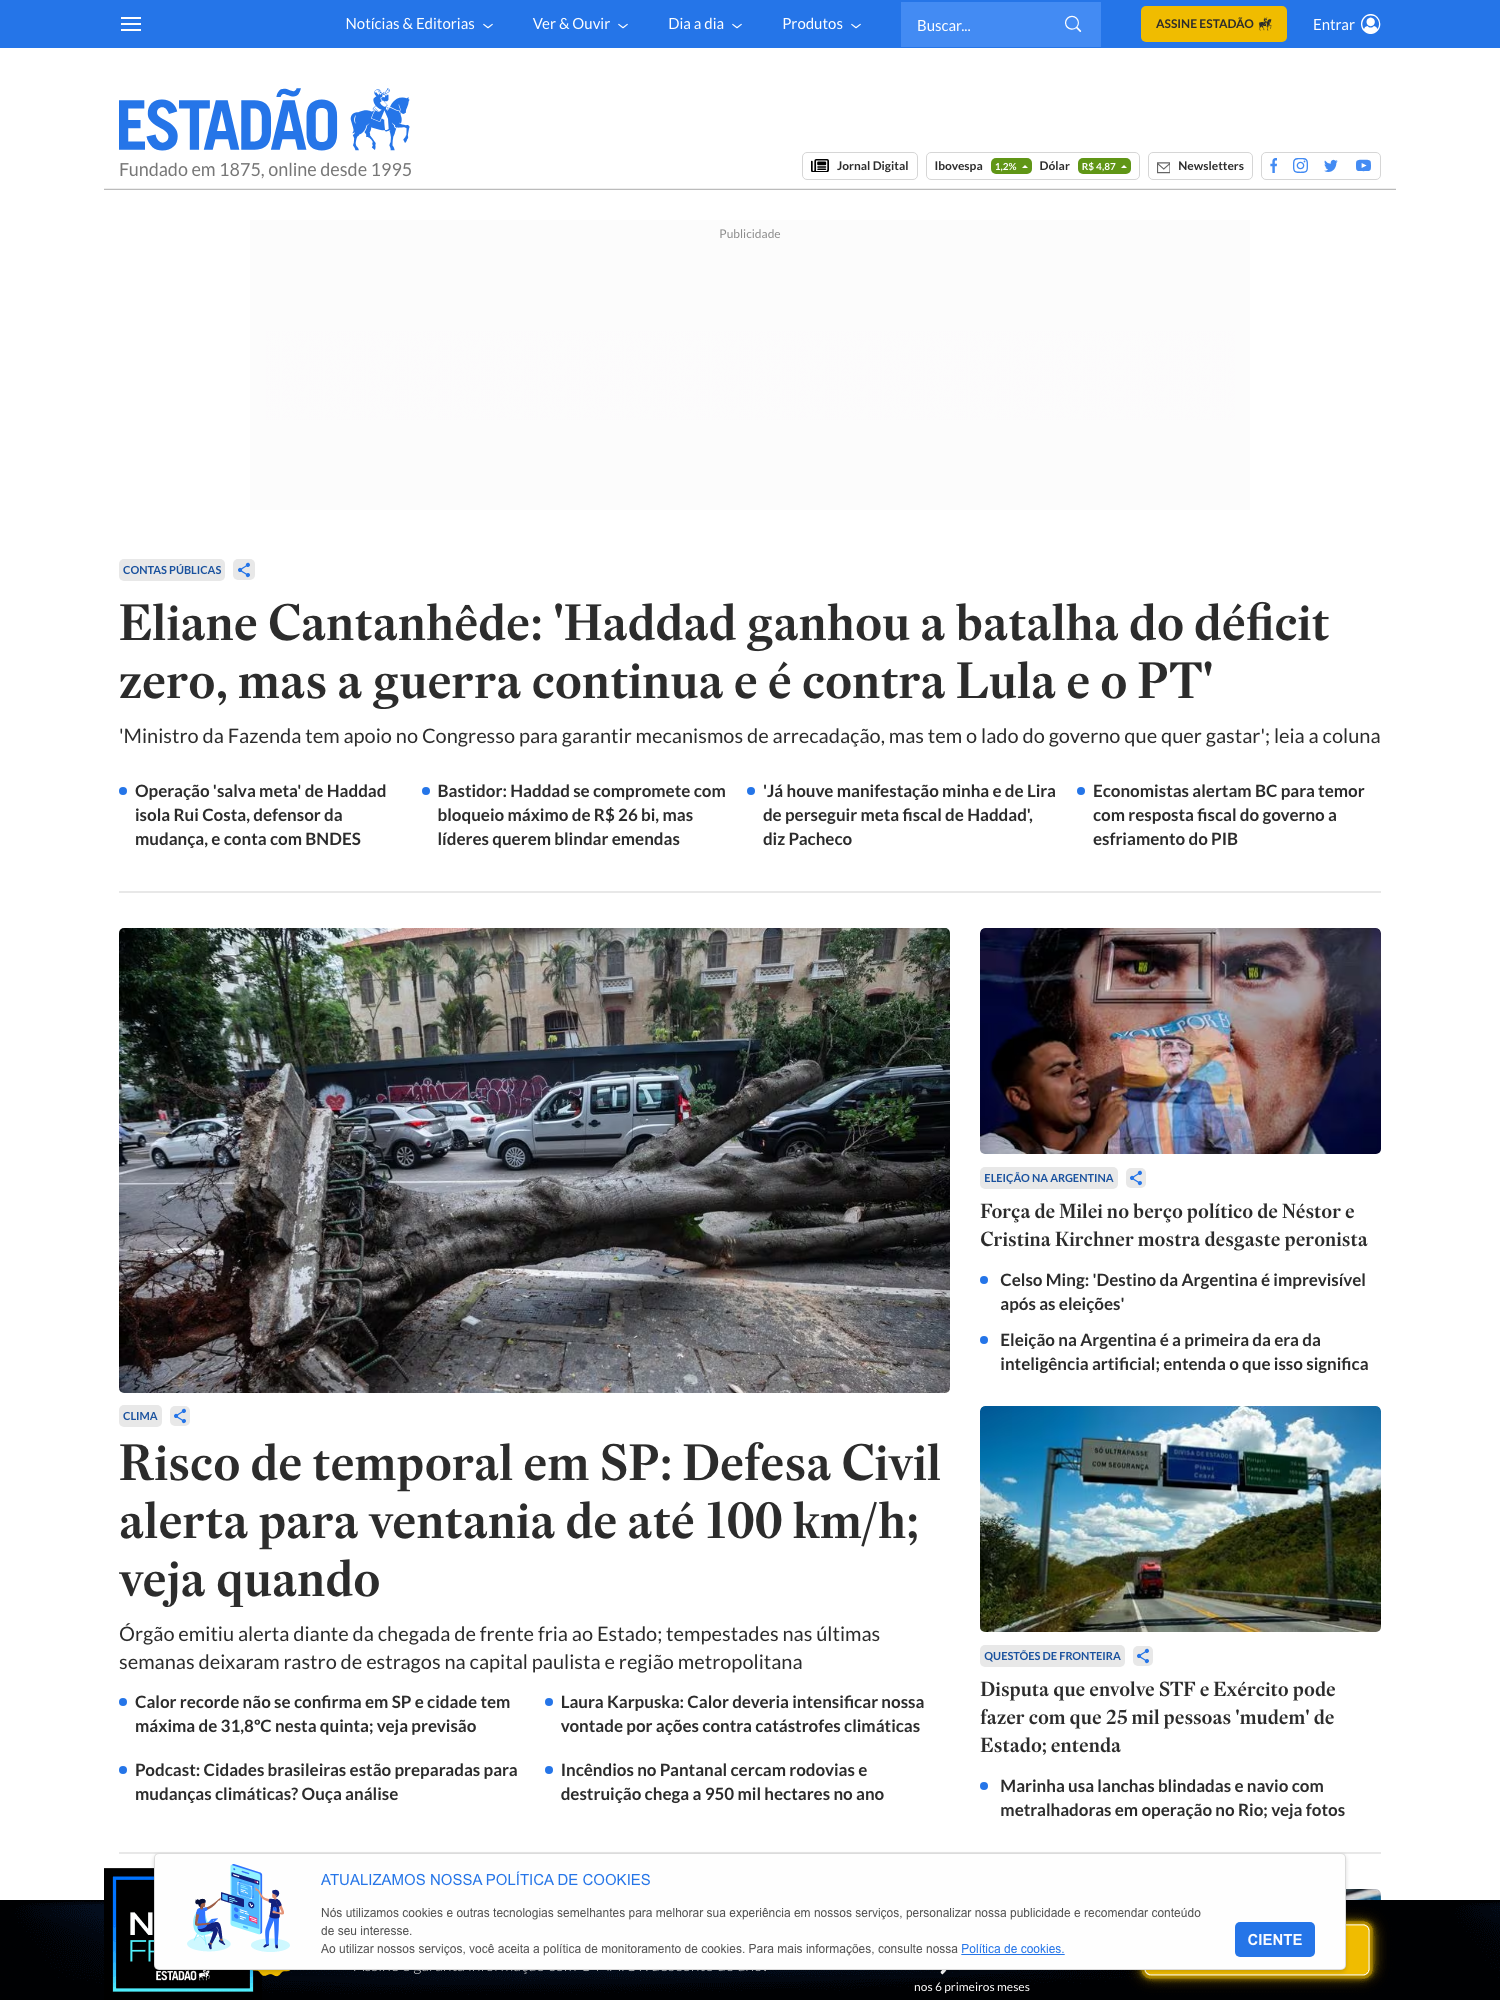 Notícias & Editorias
Ver & Ouvir
Dia a dia
Produtos
Buscar...
ASSINE ESTADÃO
Entrar
ESTADÃO
Fundado em 1875, online desde 1995
Jornal Digital
Ibovespa 1,2% Dólar R$ 4,87
Newsletters
Publicidade
CONTAS PÚBLICAS
Eliane Cantanhêde: 'Haddad ganhou a batalha do déficit
zero, mas a guerra continua e é contra Lula e o PT'
'Ministro da Fazenda tem apoio no Congresso para garantir mecanismos de arrecadação, mas tem o lado do governo que quer gastar'; leia a coluna
Operação 'salva meta' de Haddad
isola Rui Costa, defensor da
mudança, e conta com BNDES
Bastidor: Haddad se compromete com
bloqueio máximo de R$ 26 bi, mas
líderes querem blindar emendas
'Já houve manifestação minha e de Lira
de perseguir meta fiscal de Haddad',
diz Pacheco
Economistas alertam BC para temor
com resposta fiscal do governo a
esfriamento do PIB
CLIMA
Risco de temporal em SP: Defesa Civil
alerta para ventania de até 100 km/h;
veja quando
Órgão emitiu alerta diante da chegada de frente fria ao Estado; tempestades nas últimas
semanas deixaram rastro de estragos na capital paulista e região metropolitana
Calor recorde não se confirma em SP e cidade tem
máxima de 31,8ºC nesta quinta; veja previsão
Laura Karpuska: Calor deveria intensificar nossa
vontade por ações contra catástrofes climáticas
Podcast: Cidades brasileiras estão preparadas para
mudanças climáticas? Ouça análise
Incêndios no Pantanal cercam rodovias e
destruição chega a 950 mil hectares no ano
VOTE POR
ELEIÇÃO NA ARGENTINA
Força de Milei no berço político de Néstor e
Cristina Kirchner mostra desgaste peronista
Celso Ming: 'Destino da Argentina é imprevisível
após as eleições'
Eleição na Argentina é a primeira da era da
inteligência artificial; entenda o que isso significa
SÓ ULTRAPASSE
COM SEGURANÇA
DIVISA DE ESTADOS
Piauí
Ceará
QUESTÕES DE FRONTEIRA
Disputa que envolve STF e Exército pode
fazer com que 25 mil pessoas 'mudem' de
Estado; entenda
Marinha usa lanchas blindadas e navio com
metralhadoras em operação no Rio; veja fotos
ATUALIZAMOS NOSSA POLÍTICA DE COOKIES
Nós utilizamos cookies e outras tecnologias semelhantes para melhorar sua experiência em nossos serviços, personalizar nossa publicidade e recomendar conteúdo
de seu interesse.
Ao utilizar nossos serviços, você aceita a política de monitoramento de cookies. Para mais informações, consulte nossa Política de cookies.
CIENTE
ESTADÃO
nos 6 primeiros meses